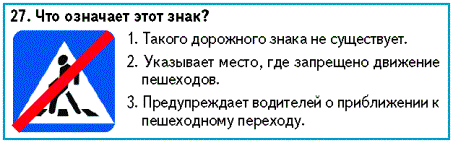 27. Что означает этот знак?
1. Такого дорожного знака не существует.
2. Указывает место, где запрещено движение
пешеходов.
3. Предупреждает водителей о приближении к
пешеходному переходу.